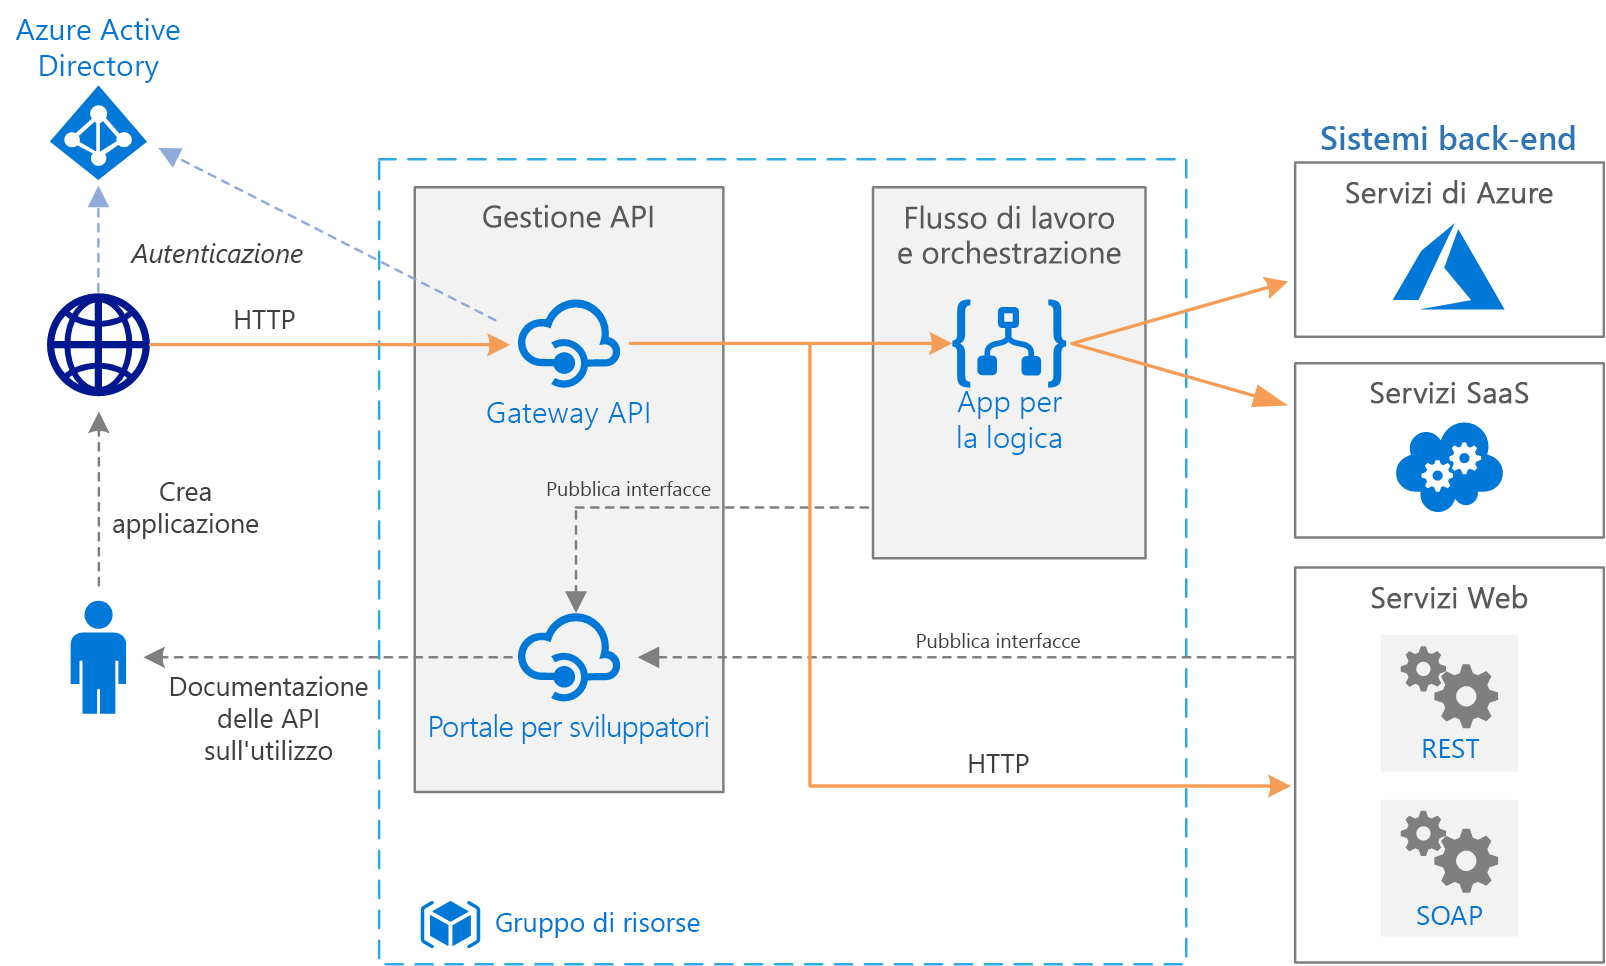 Azure Active
Directory
Autenticazione
HTTP
Crea
applicazione
Documentazione
delle API
sull'utilizzo
Gestione API
Gateway API
Pubblica interfacce
Portale per sviluppatori
Gruppo di risorse
Flusso di lavoro
e orchestrazione
App per
la logica
Pubblica interfacce
HTTP
Sistemi back-end
Servizi di Azure
Servizi SaaS
Servizi Web
REST
SOAP